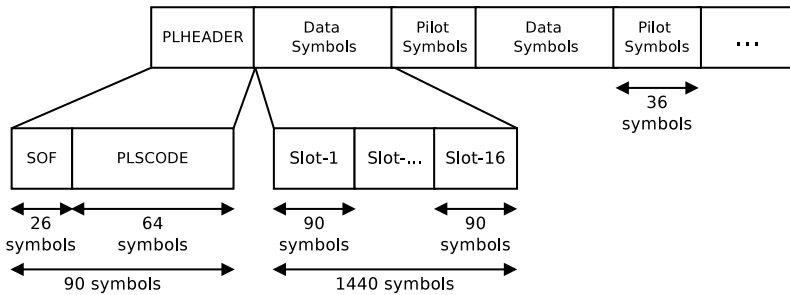 PLHEADER
Data
Symbols
Pilot
Symbols
Data
Symbols
Pilot
Symbols
...
36
symbols
SOF
PLSCODE
Slot-1
Slot-...
Slot-16
26
symbols
64
symbols
90
symbols
90
symbols
90 symbols
1440 symbols